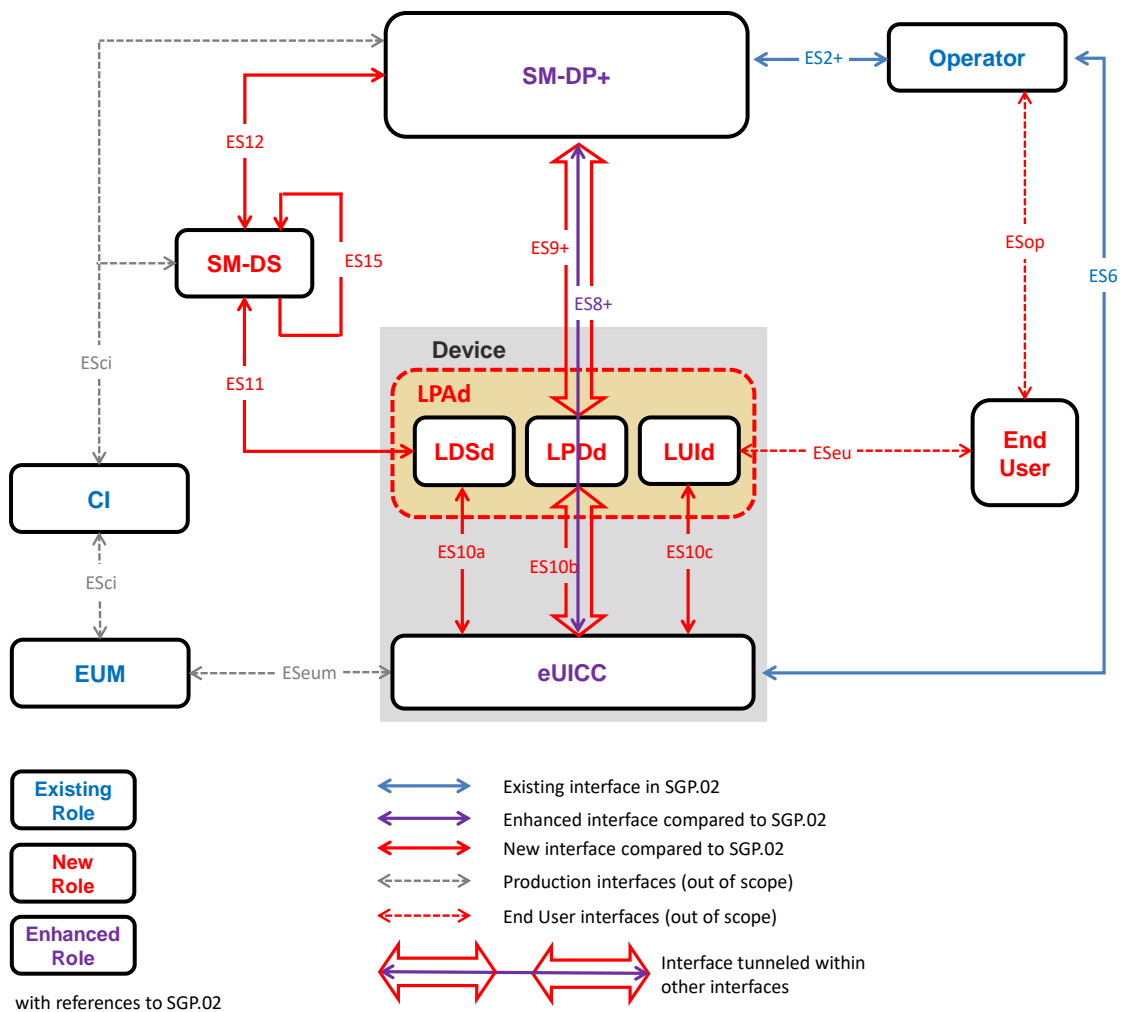 SM-DP+
ES2+
Operator
ES12
ES9+
ESop
SM-DS
ES15
ES6
ES8+
Device
ESci
ES11
LPAd
LDSd
LPDd
LUId
ESeu
End
User
CI
ES10a
ES10b
ES10c
ESci
EUM
ESeum
eUICC
Existing
Role
New
Role
Enhanced
Role
with references to SGP.02
Existing interface in SGP.02
Enhanced interface compared to SGP.02
New interface compared to SGP.02
Production interfaces (out of scope)
End User interfaces (out of scope)
Interface tunneled within
other interfaces